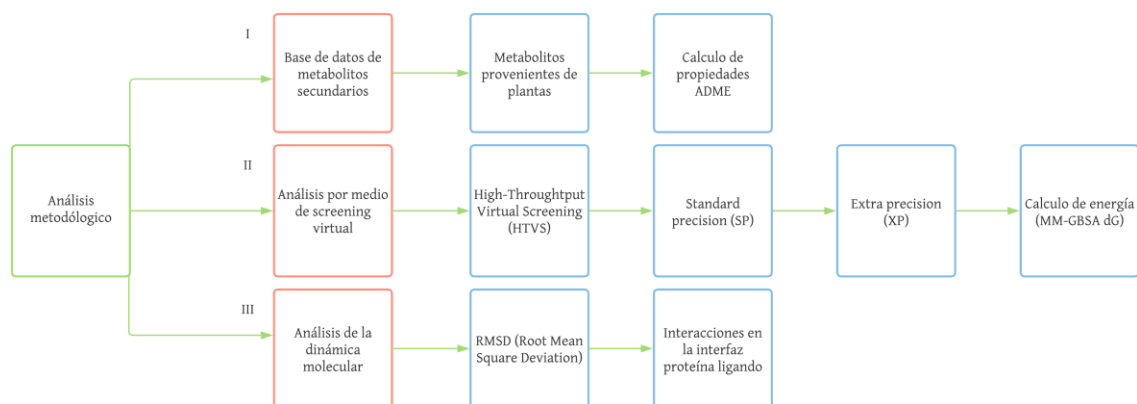 I
Base de datos de
metabolitos
secundarios
Metabolitos
provenientes de
plantas
Calculo de
propiedades
ADME
Análisis
metodólogico
II
Análisis por medio
de screening
virtual
High-Throughtput
Virtual Screening
(HTVS)
Standard
precision (SP)
Extra precision
(XP)
Calculo de energía
(MM-GBSA dG)
III
Análisis de la
dinámica
molecular
RMSD (Root Mean
Square Deviation)
Interacciones en
la interfaz
proteína ligando